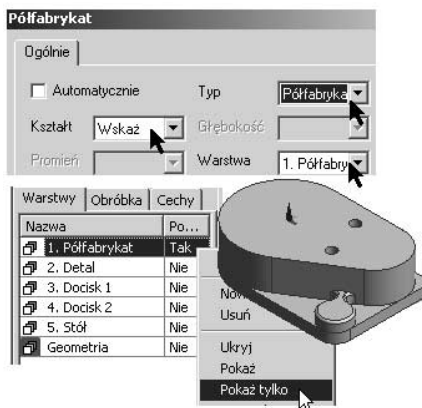 Półfabrykat
Ogólnie
Automatycznie Typ Półfabryka
Kształt Wskaż Głębokość
Promień Warstwa 1. Półfabry
Warstwy Obróbka Cechy
Nazwa Po...
1. Półfabrykat Tak
2. Detal Nie
3. Docisk 1 Nie
4. Docisk 2 Nie
5. Stół Nie
Geometria Nie
Usuń
Ukryj
Pokaż
Pokaż tylko